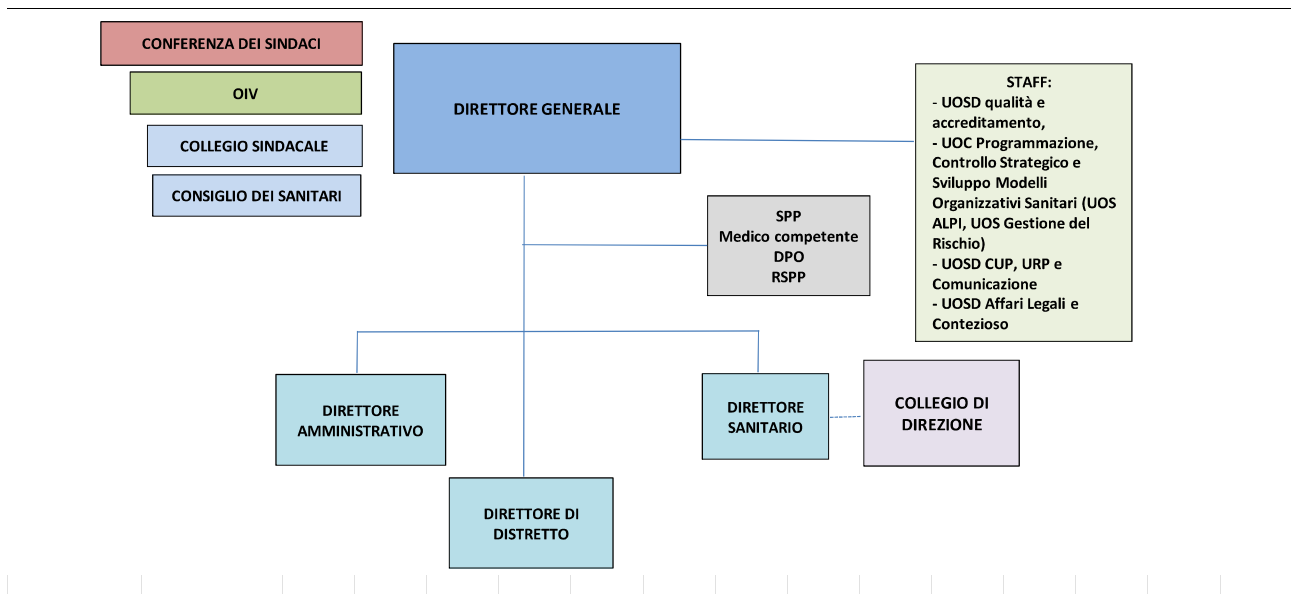 CONFERENZA DEI SINDACI
OIV
COLLEGIO SINDACALE
CONSIGLIO DEI SANITARI
DIRETTORE GENERALE
STAFF:
- UOSD qualità e
accreditamento,
- UOC Programmazione,
Controllo Strategico e
Sviluppo Modelli
Organizzativi Sanitari (UOS
ALPI, UOS Gestione del
Rischio)
- UOSD CUP, URP e
Comunicazione
- UOSD Affari Legali e
Contezioso
SPP
Medico competente
DPO
RSPP
DIRETTORE
AMMINISTRATIVO
DIRETTORE
SANITARIO
COLLEGIO DI
DIREZIONE
DIRETTORE DI
DISTRETTO